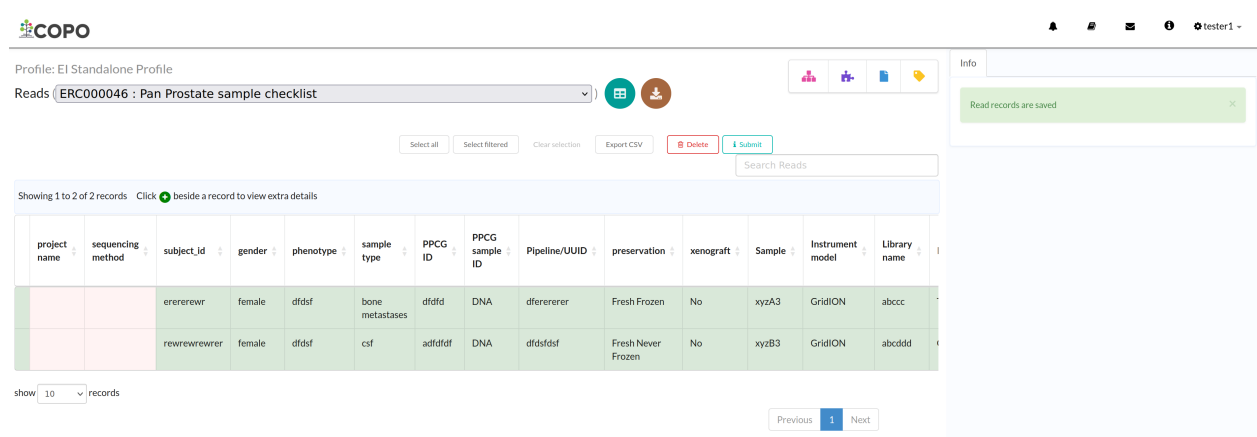 COPO
tester1
Profile: EI Standalone Profile
Reads ( ERC000046 : Pan Prostate sample checklist )
Info
Read records are saved ×
Select all Select filtered Clear selection Export CSV Delete Submit
Search Reads
Showing 1 to 2 of 2 records Click beside a record to view extra details
project name sequencing method subject_id gender phenotype sample type PPCG ID PPCG sample ID Pipeline/UUID preservation xenograft Sample Instrument model Library name
erererewr female dfdsf bone metastases dfdfd DNA dferererer Fresh Frozen No xyzA3 GridION abccc
rewrewrewrer female dfdsf csf adfdfdf DNA dfdsfdsf Fresh Never Frozen No xyzB3 GridION abcddd
show 10 records
Previous 1 Next